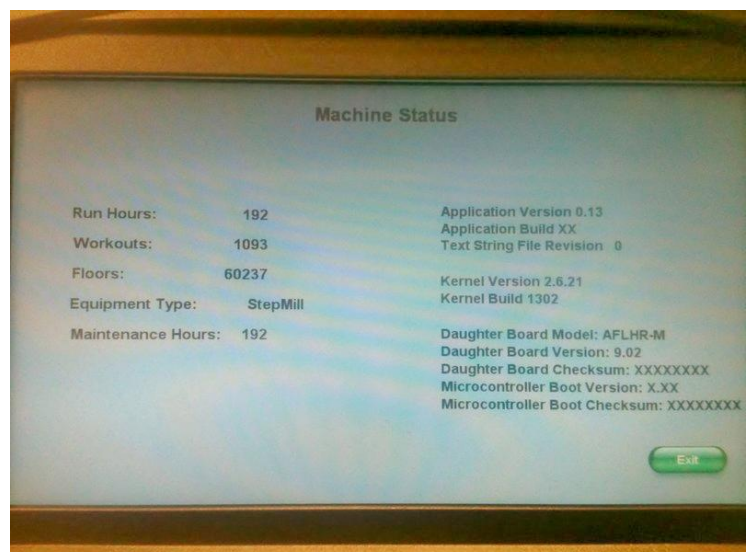 Machine Status
Run Hours: 192
Workouts: 1093
Floors: 60237
Equipment Type: StepMill
Maintenance Hours: 192
Application Version 0.13
Application Build XX
Text String File Revision 0
Kernel Version 2.6.21
Kernel Build 1302
Daughter Board Model: AFLHR-M
Daughter Board Version: 9.02
Daughter Board Checksum: XXXXXXXX
Microcontroller Boot Version: X.XX
Microcontroller Boot Checksum: XXXXXXXX
Exit